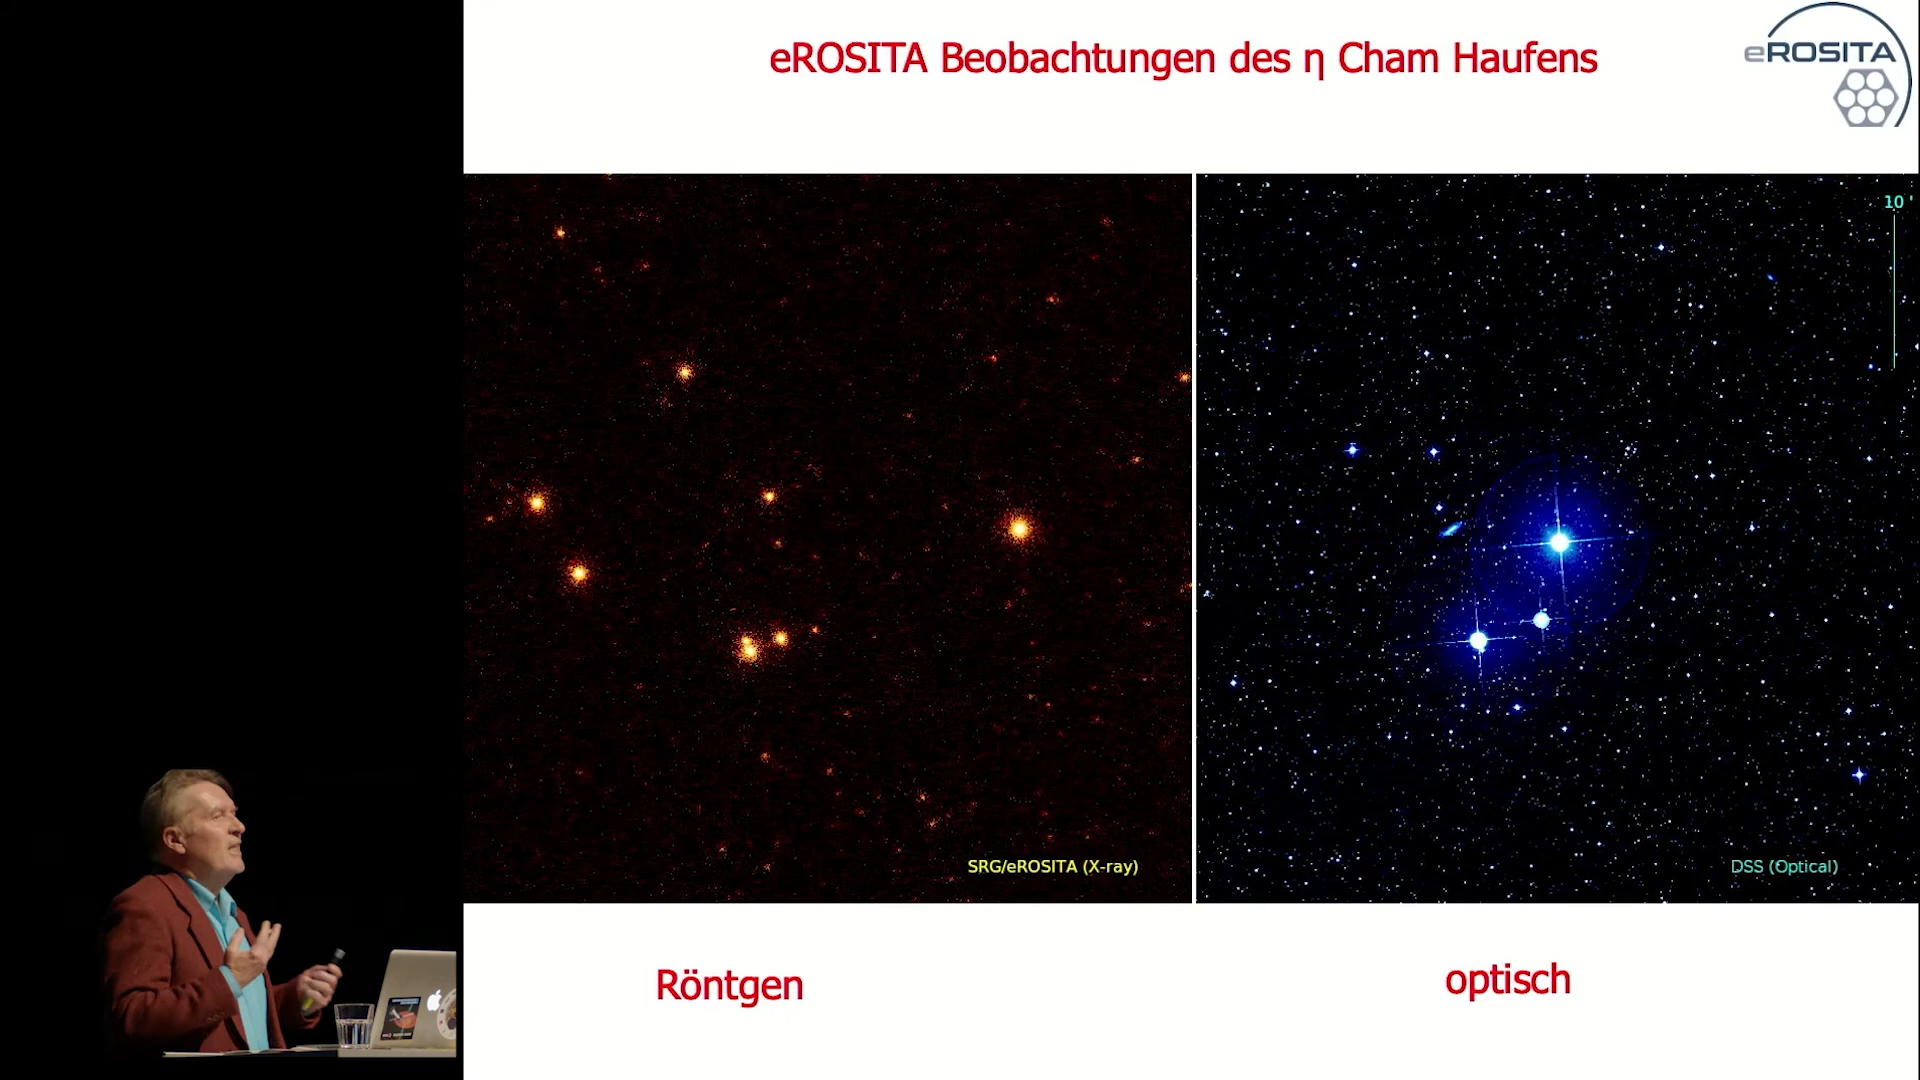 eROSITA Beobachtungen des η Cham Haufens
eROSITA
10 '
SRG/eROSITA (X-ray)
DSS (Optical)
Röntgen
optisch